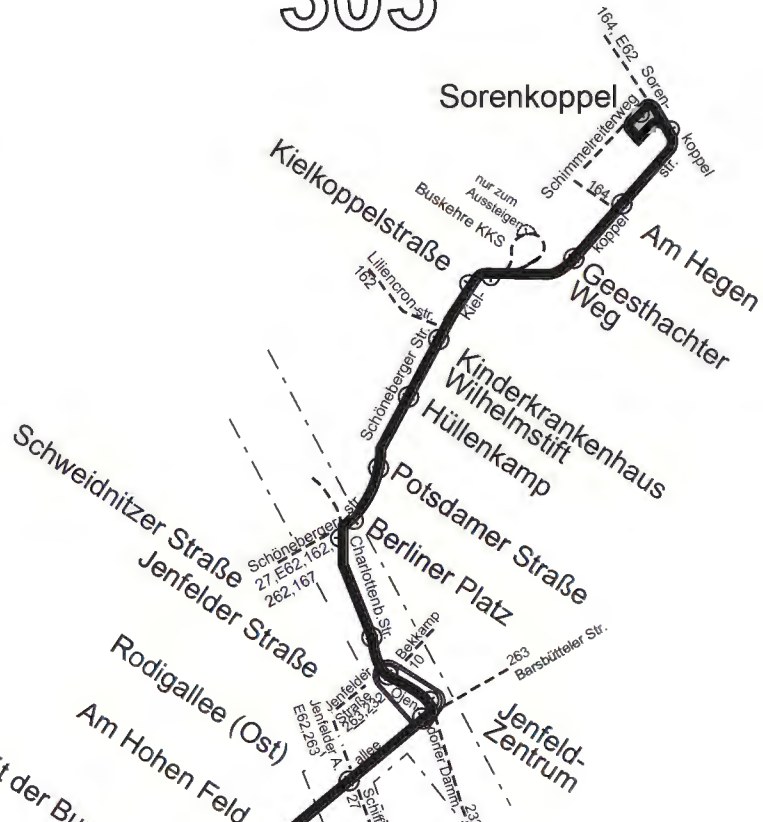 164, E62
Soren-
Sorenkoppel
koppel
str.
Schimmelreiterweg
164
koppel
Am Hegen
nur zum
Aussteigen
Buskehre KKS
Kielkoppelstraße
Geesthachter
Weg
Liliencron-str.
162
Kiel-
Schöneberger Str.
Kinderkrankenhaus
Wilhelmstift
Hüllenkamp
Potsdamer Straße
Schweidnitzer Straße
Schöneberger
str.
27,E62,162,
262,167
Berliner Platz
Charlottenb.Str.
Jenfelder Straße
Bekkamp
10
263
Barsbütteler Str.
Rodigallee (Ost)
Jenfelder
Straße
263,232
Jenfelder A.
E62,263
allee
Jenfeld-
Zentrum
Am Hohen Feld
Damm
27